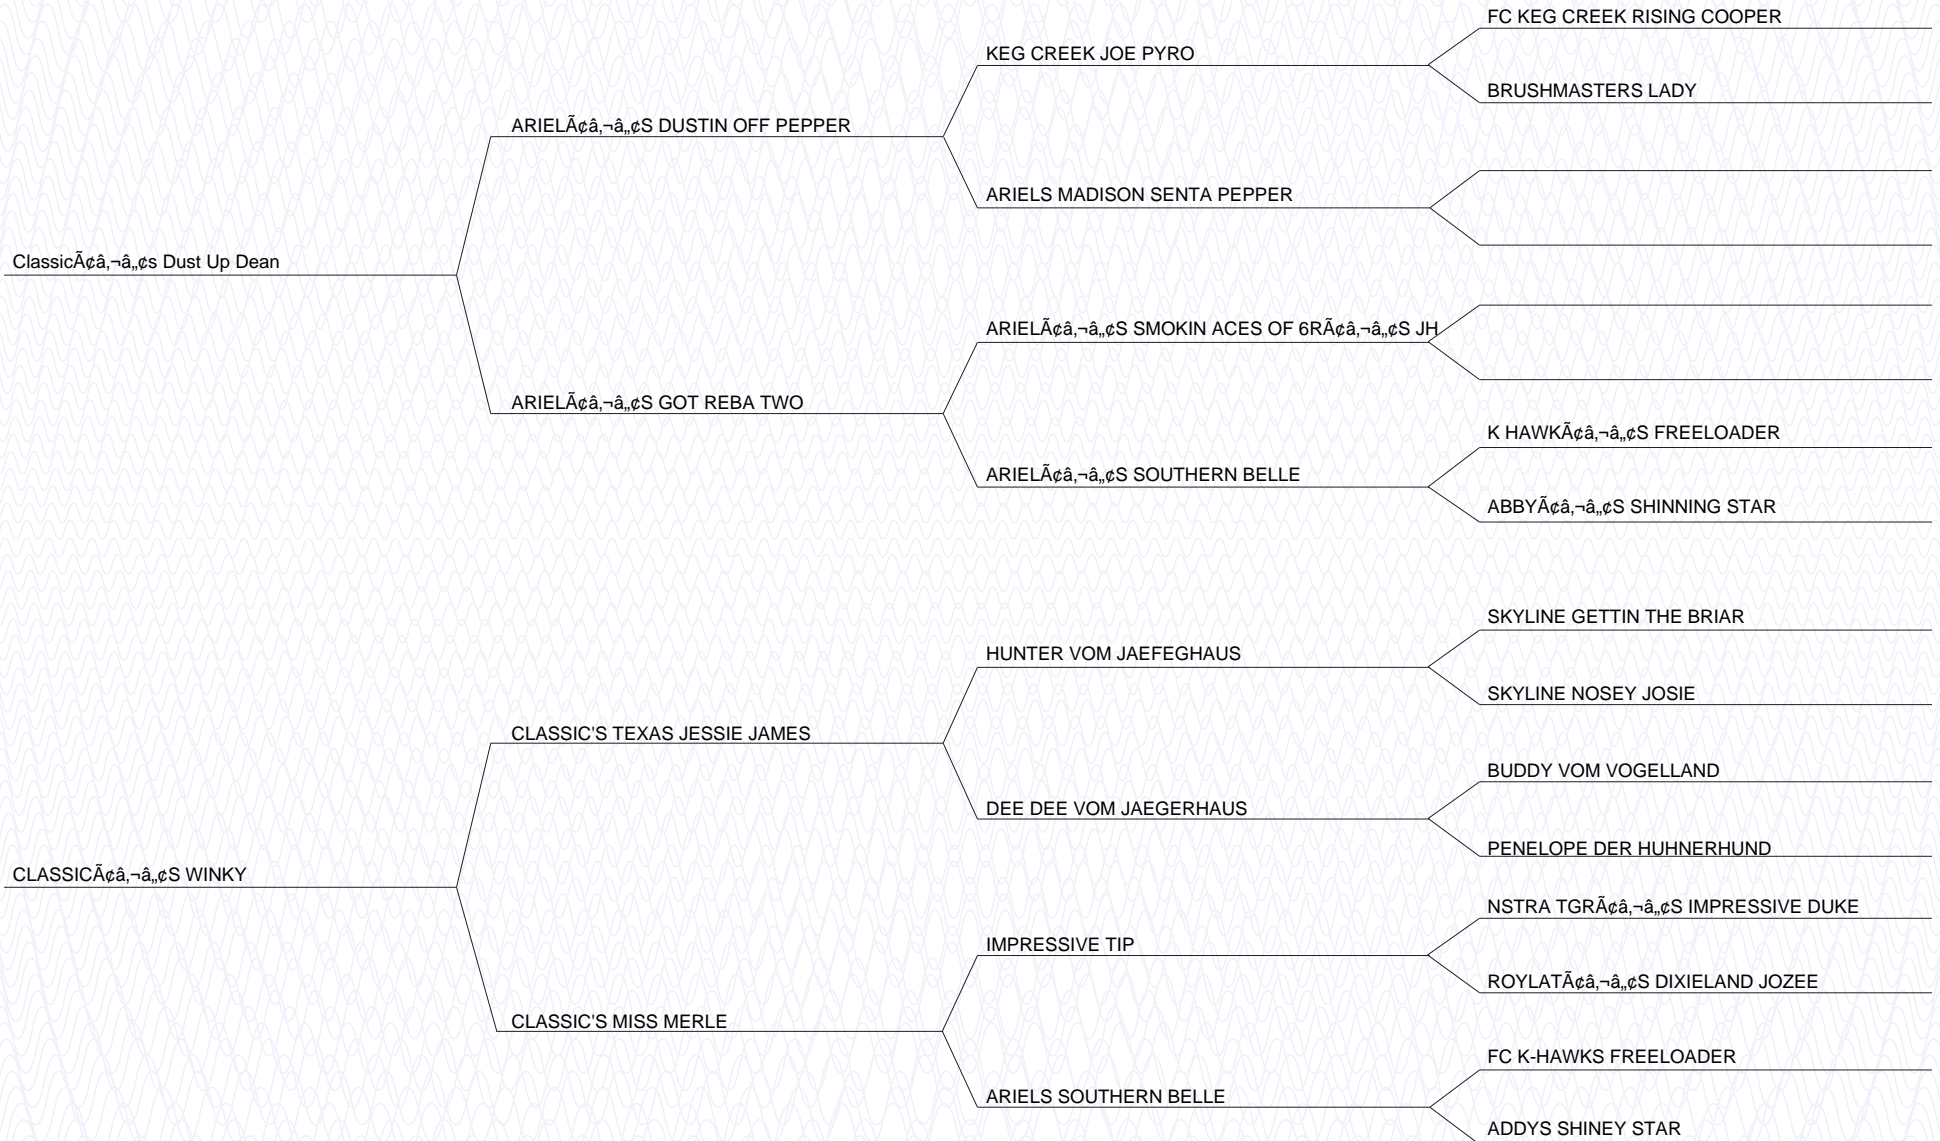 FC KEG CREEK RISING COOPER
KEG CREEK JOE PYRO
BRUSHMASTERS LADY
ARIELÃ¢â‚¬â„¢S DUSTIN OFF PEPPER
ARIELS MADISON SENTA PEPPER
ClassicÃ¢â‚¬â„¢s Dust Up Dean
ARIELÃ¢â‚¬â„¢S SMOKIN ACES OF 6RÃ¢â‚¬â„¢S JH
ARIELÃ¢â‚¬â„¢S GOT REBA TWO
K HAWKÃ¢â‚¬â„¢S FREELOADER
ARIELÃ¢â‚¬â„¢S SOUTHERN BELLE
ABBYÃ¢â‚¬â„¢S SHINNING STAR
SKYLINE GETTIN THE BRIAR
HUNTER VOM JAEFEGHAUS
SKYLINE NOSEY JOSIE
CLASSIC'S TEXAS JESSIE JAMES
BUDDY VOM VOGELLAND
DEE DEE VOM JAEGERHAUS
PENELOPE DER HUHNERHUND
CLASSICÃ¢â‚¬â„¢S WINKY
NSTRA TGRÃ¢â‚¬â„¢S IMPRESSIVE DUKE
IMPRESSIVE TIP
ROYLATÃ¢â‚¬â„¢S DIXIELAND JOZEE
CLASSIC'S MISS MERLE
FC K-HAWKS FREELOADER
ARIELS SOUTHERN BELLE
ADDYS SHINEY STAR